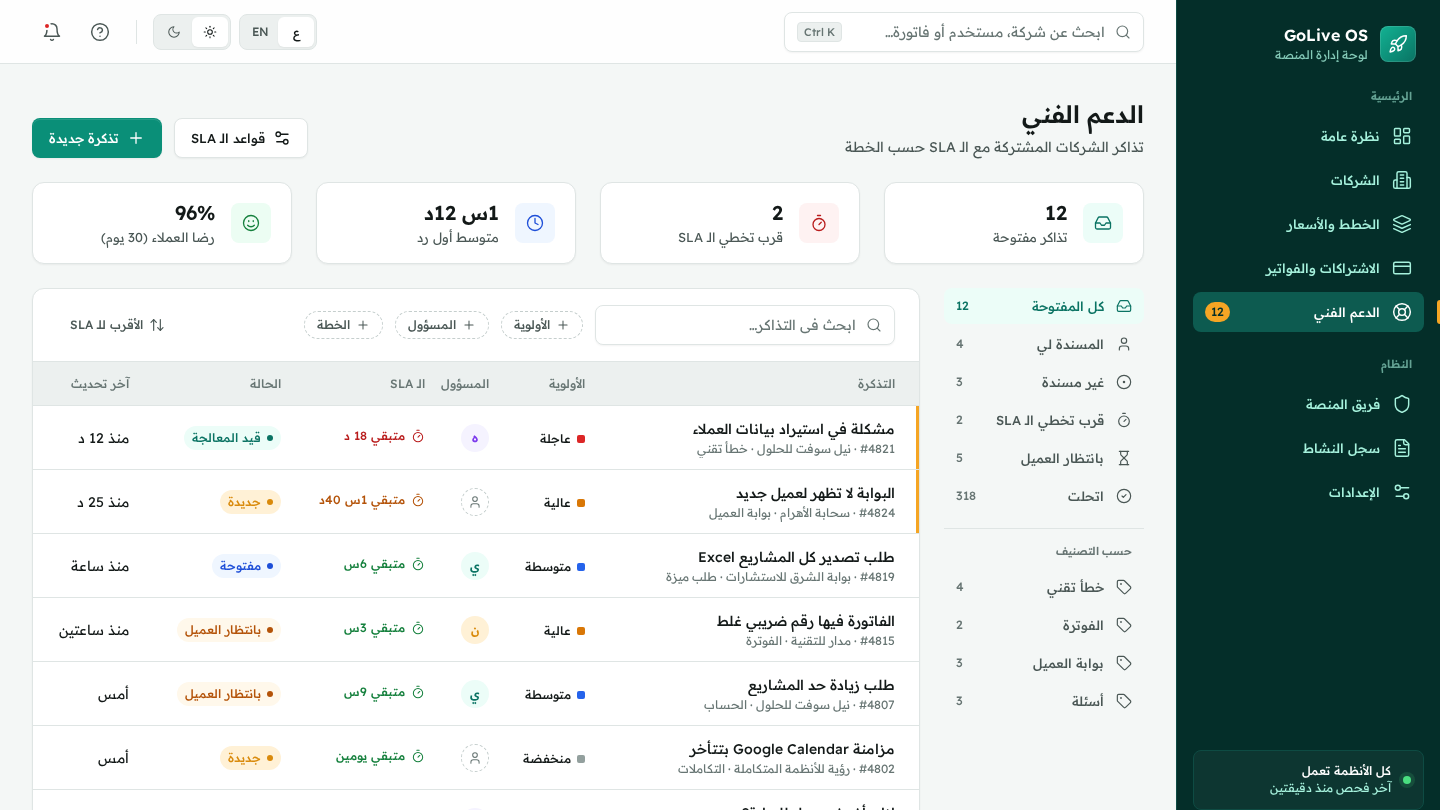 GoLive OS
لوحة إدارة المنصة
الرئيسية
نظرة عامة
الشركات
الخطط والأسعار
الاشتراكات والفواتير
الدعم الفني
12
النظام
فريق المنصة
سجل النشاط
الإعدادات
كل الأنظمة تعمل
آخر فحص منذ دقيقتين
ابحث عن شركة، مستخدم أو فاتورة…
Ctrl K
ع
EN
الدعم الفني
تذاكر الشركات المشتركة مع الـ SLA حسب الخطة
قواعد الـ SLA
تذكرة جديدة
12
تذاكر مفتوحة
2
قرب تخطي الـ SLA
1س 12د
متوسط أول رد
96%
رضا العملاء (30 يوم)
كل المفتوحة 12
المسندة لي 4
غير مسندة 3
قرب تخطي الـ SLA 2
بانتظار العميل 5
اتحلت 318
حسب التصنيف
خطأ تقني 4
الفوترة 2
بوابة العميل 3
أسئلة 3
ابحث في التذاكر…
الأولوية
المسؤول
الخطة
الأقرب للـ SLA
التذكرة الأولوية المسؤول الـ SLA الحالة آخر تحديث
مشكلة في استيراد بيانات العملاء
#4821 · نيل سوفت للحلول · خطأ تقني
عاجلة ه متبقي 18 د قيد المعالجة منذ 12 د
البوابة لا تظهر لعميل جديد
#4824 · سحابة الأهرام · بوابة العميل
عالية متبقي 1س 40د جديدة منذ 25 د
طلب تصدير كل المشاريع Excel
#4819 · بوابة الشرق للاستشارات · طلب ميزة
متوسطة ي متبقي 6س مفتوحة منذ ساعة
الفاتورة فيها رقم ضريبي غلط
#4815 · مدار للتقنية · الفوترة
عالية ن متبقي 3س بانتظار العميل منذ ساعتين
طلب زيادة حد المشاريع
#4807 · نيل سوفت للحلول · الحساب
متوسطة ي متبقي 9س بانتظار العميل أمس
مزامنة Google Calendar بتتأخر
#4802 · رؤية للأنظمة المتكاملة · التكاملات
منخفضة متبقي يومين جديدة أمس